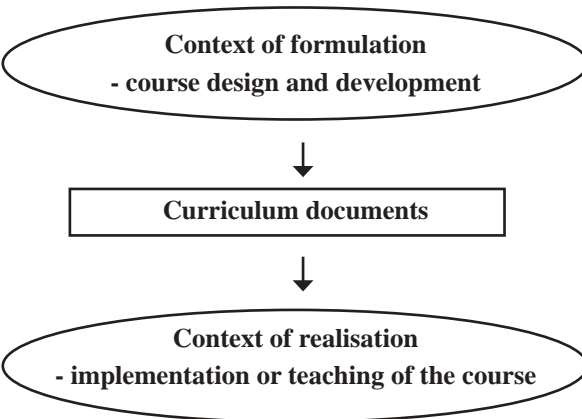 Context of formulation
- course design and development
Curriculum documents
Context of realisation
- implementation or teaching of the course